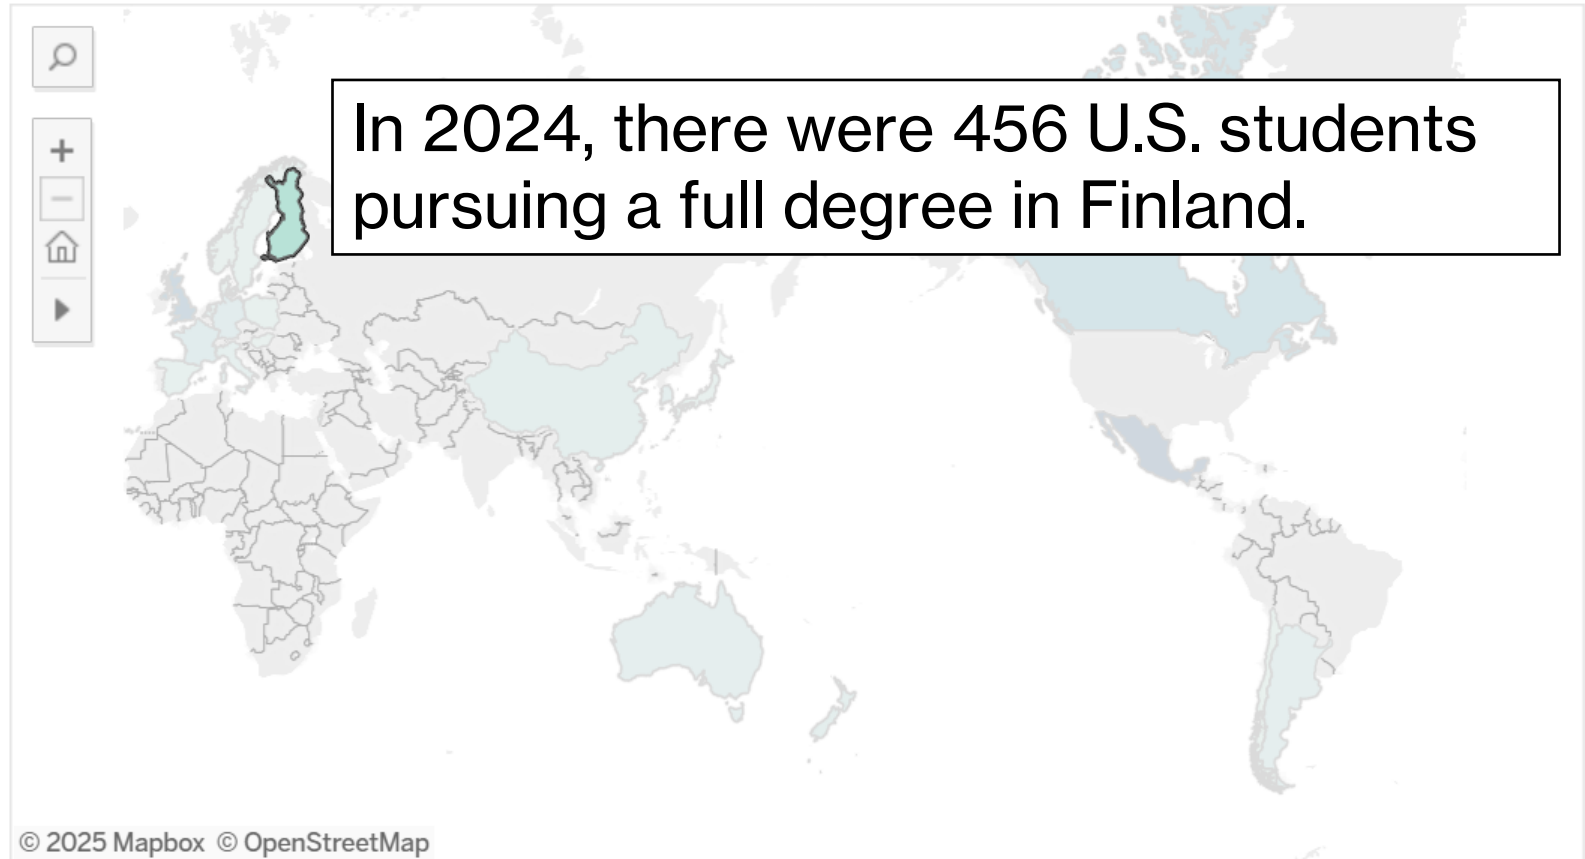 In 2024, there were 456 U.S. students
pursuing a full degree in Finland.
© 2025 Mapbox © OpenStreetMap